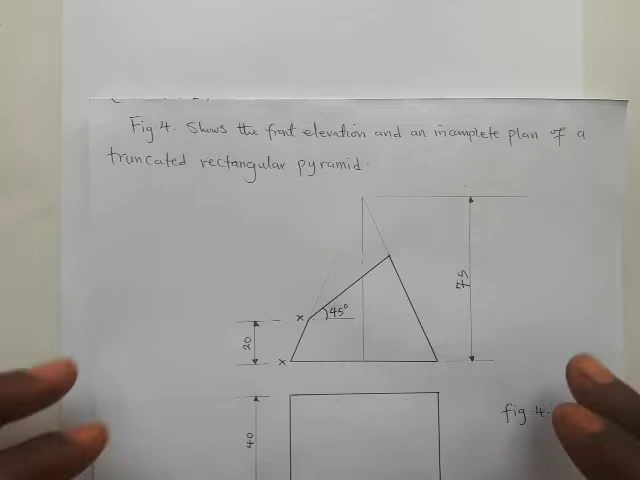 Fig 4. Shows the front elevation and an incomplete plan of a
truncated rectangular pyramid.
75
45°
x
20
x
fig. 4.
40